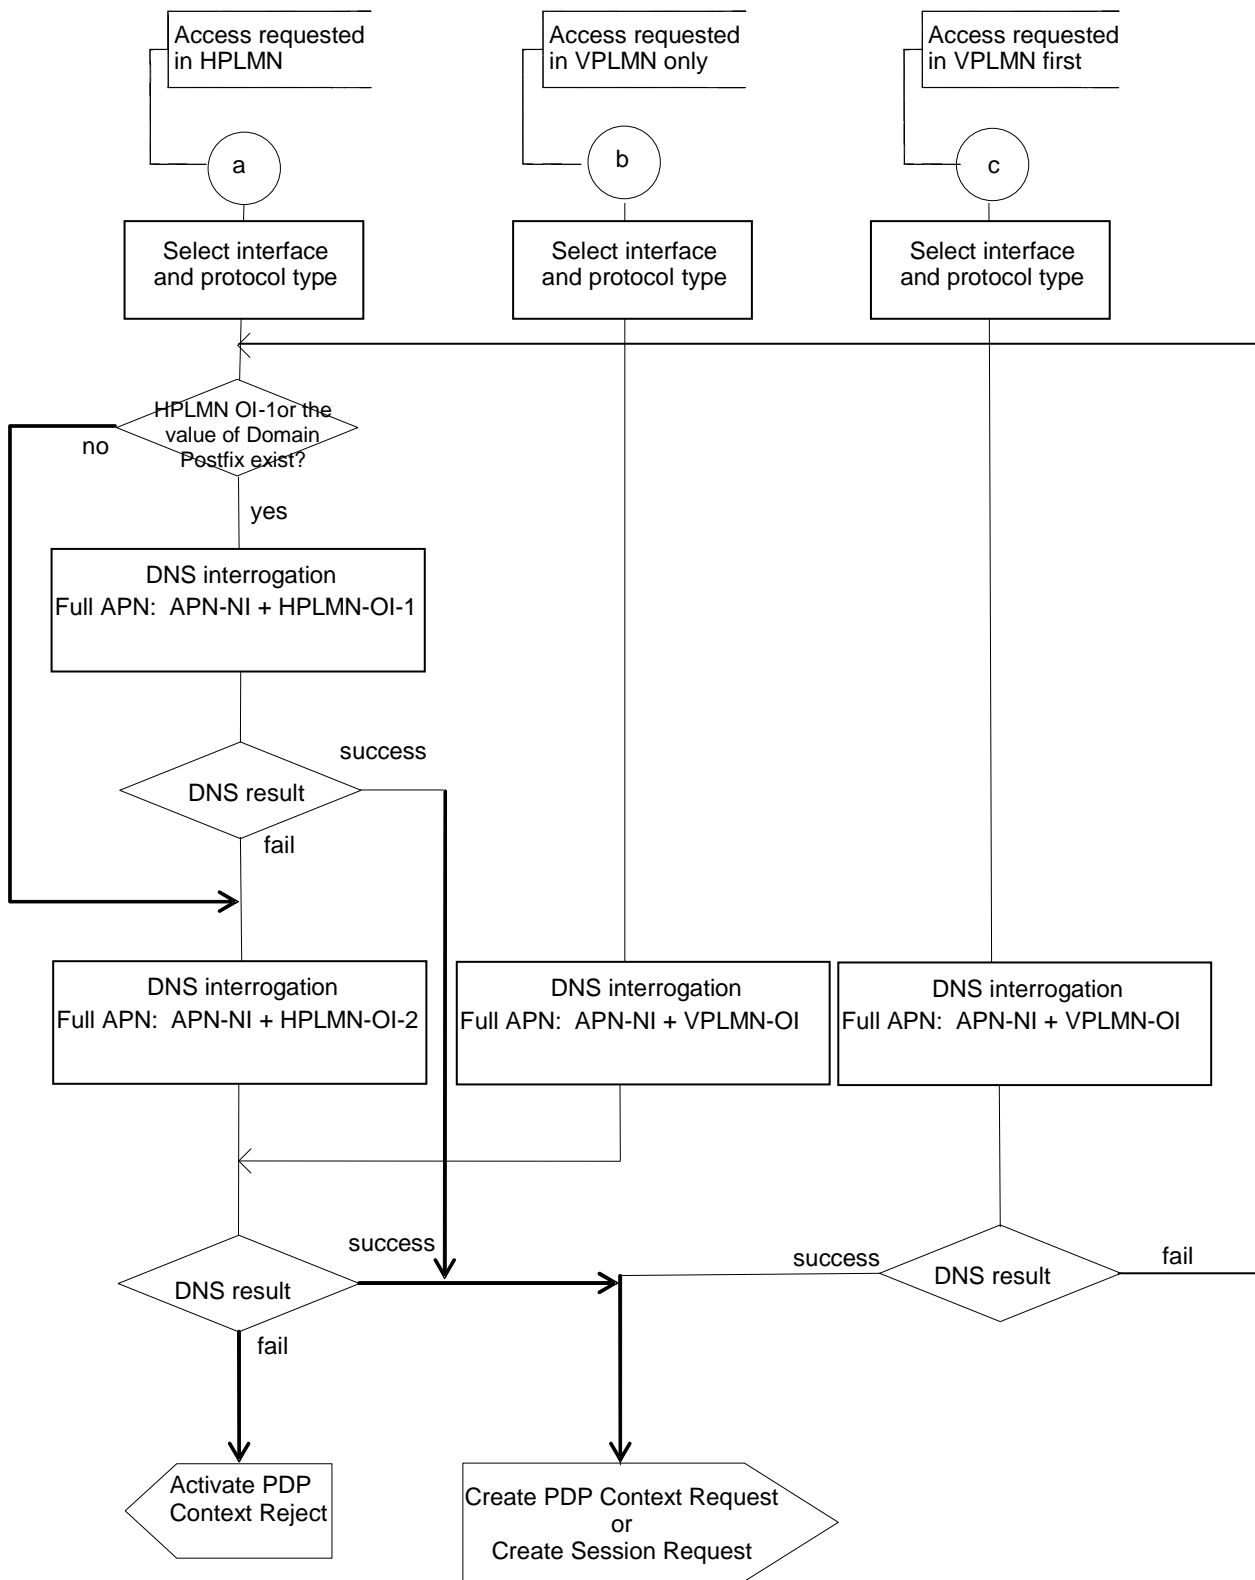 Access requested
in HPLMN
Access requested
in VPLMN only
Access requested
in VPLMN first
a
b
c
Select interface
and protocol type
Select interface
and protocol type
Select interface
and protocol type
HPLMN OI-1or the
value of Domain
Postfix exist?
no
yes
DNS interrogation
Full APN: APN-NI + HPLMN-OI-1
success
DNS result
fail
DNS interrogation
Full APN: APN-NI + HPLMN-OI-2
DNS interrogation
Full APN: APN-NI + VPLMN-OI
DNS interrogation
Full APN: APN-NI + VPLMN-OI
success
DNS result
fail
success
DNS result
fail
Activate PDP
Context Reject
Create PDP Context Request
or
Create Session Request